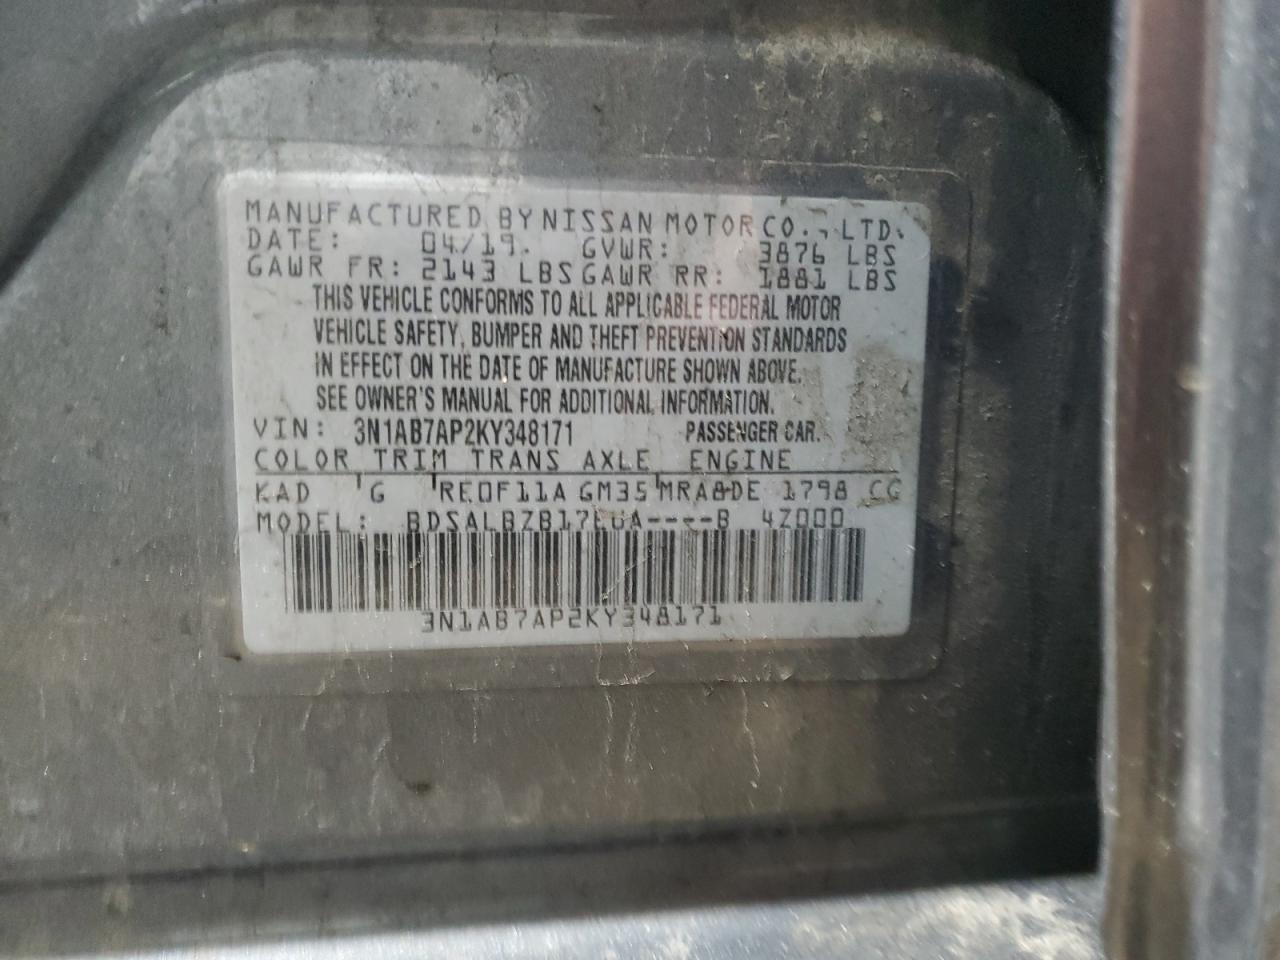 MANUFACTURED BY NISSAN MOTOR CO., LTD.
DATE: 04/19. GVWR: 3876 LBS
GAWR FR: 2143 LBS GAWR RR: 1881 LBS
THIS VEHICLE CONFORMS TO ALL APPLICABLE FEDERAL MOTOR
VEHICLE SAFETY, BUMPER AND THEFT PREVENTION STANDARDS
IN EFFECT ON THE DATE OF MANUFACTURE SHOWN ABOVE.
SEE OWNER'S MANUAL FOR ADDITIONAL INFORMATION.
VIN: 3N1AB7AP2KY348171 PASSENGER CAR.
COLOR TRIM TRANS AXLE ENGINE
KAD G RE0F11A GM35 MRA8DE 1798 CC
MODEL: 4Z000
3N1AB7AP2KY348171